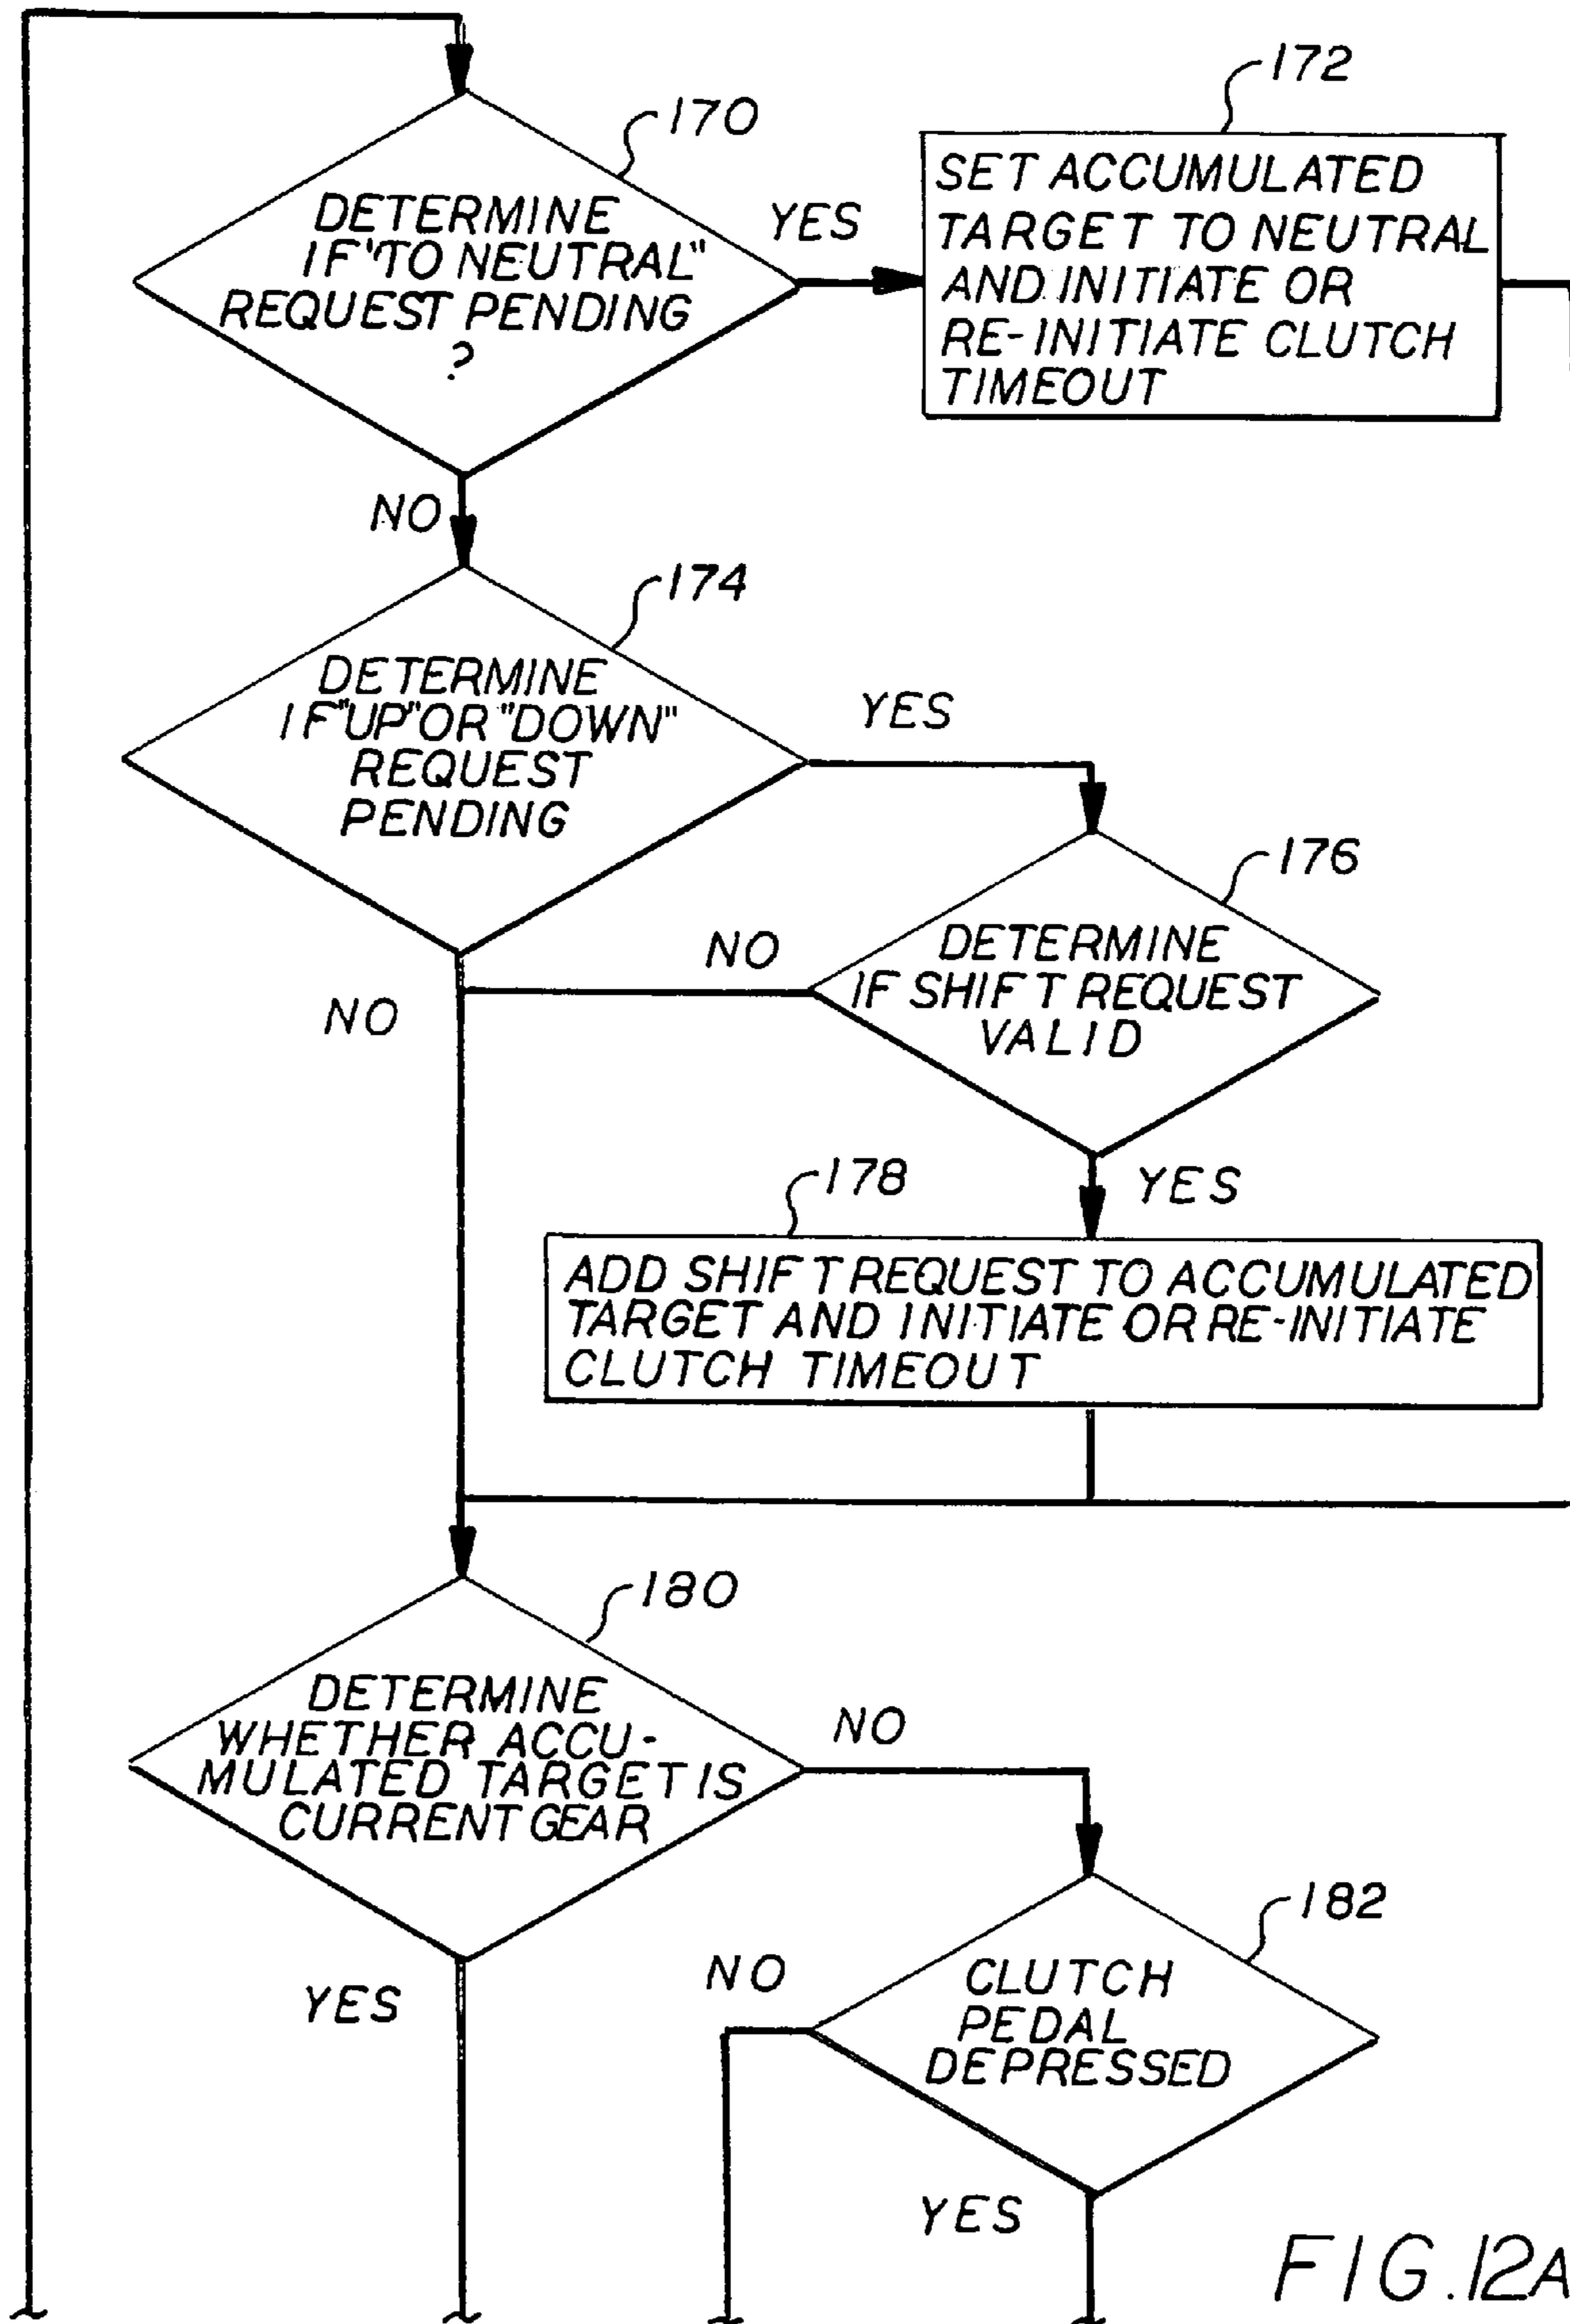 170
DETERMINE
IF "TO NEUTRAL"
REQUEST PENDING
?
YES
172
SET ACCUMULATED
TARGET TO NEUTRAL
AND INITIATE OR
RE-INITIATE CLUTCH
TIMEOUT
NO
174
DETERMINE
IF "UP" OR "DOWN"
REQUEST
PENDING
YES
176
DETERMINE
IF SHIFT REQUEST
VALID
NO
NO
YES
178
ADD SHIFT REQUEST TO ACCUMULATED
TARGET AND INITIATE OR RE-INITIATE
CLUTCH TIMEOUT
180
DETERMINE
WHETHER ACCU-
MULATED TARGET IS
CURRENT GEAR
NO
YES
182
CLUTCH
PEDAL
DEPRESSED
NO
YES
FIG.12A